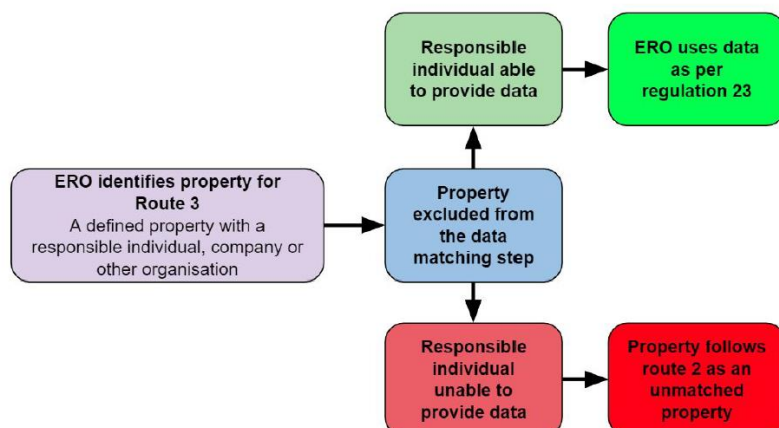 Responsible
individual able
to provide data
ERO uses data
as per
regulation 23
ERO identifies property for
Route 3
A defined property with a
responsible individual, company or
other organisation
Property
excluded from
the data
matching step
Responsible
individual
unable to
provide data
Property follows
route 2 as an
unmatched
property